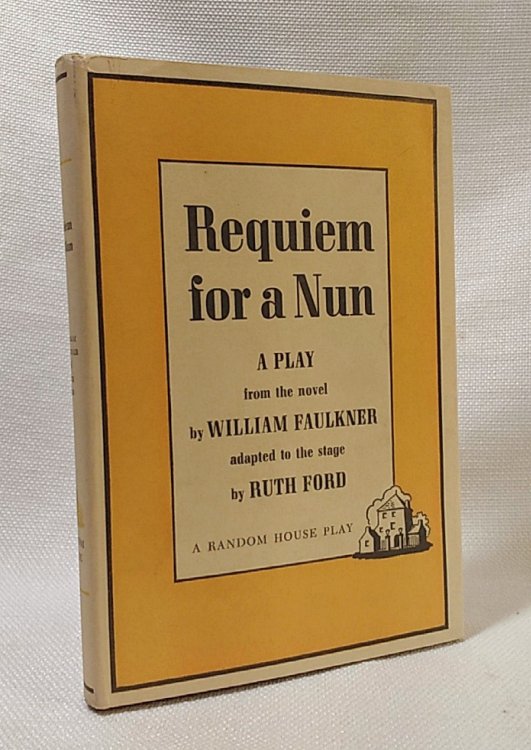 Requiem
for a Nun
A PLAY
from the novel
by WILLIAM FAULKNER
adapted to the stage
by RUTH FORD
A RANDOM HOUSE PLAY